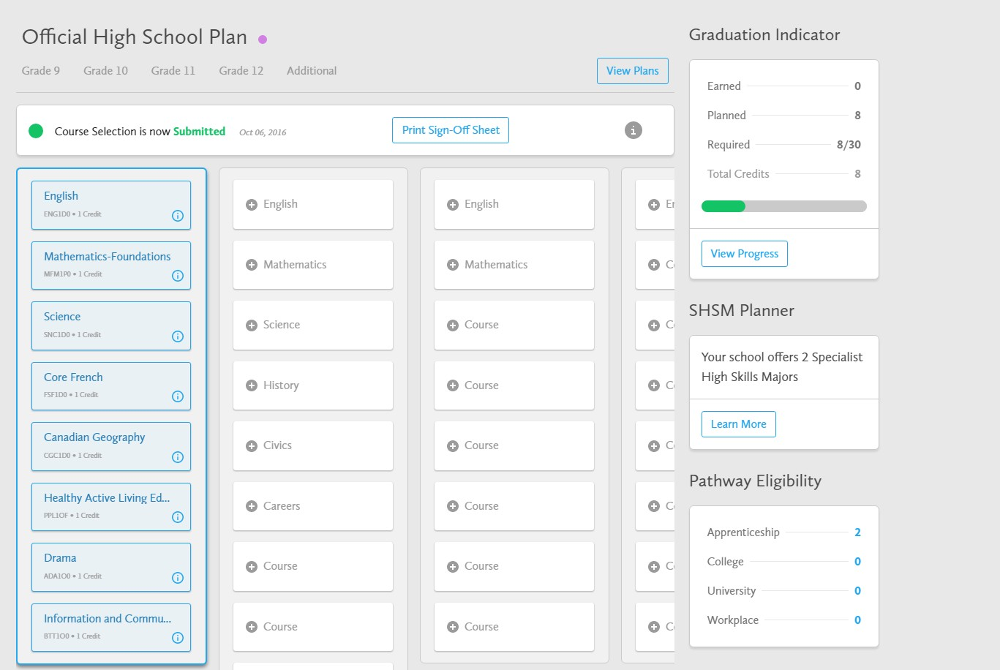 Official High School Plan
Grade 9 Grade 10 Grade 11 Grade 12 Additional View Plans
Course Selection is now Submitted Oct 06, 2016 Print Sign-Off Sheet
English
ENG1D0 • 1 Credit
Mathematics-Foundations
MFM1P0 • 1 Credit
Science
SNC1D0 • 1 Credit
Core French
FSF1D0 • 1 Credit
Canadian Geography
CGC1D0 • 1 Credit
Healthy Active Living Ed...
PPL1OF • 1 Credit
Drama
ADA1O0 • 1 Credit
Information and Commu...
BTT1O0 • 1 Credit
English
Mathematics
Science
History
Civics
Careers
Course
Course
English
Mathematics
Course
Course
Course
Course
Course
Course
Graduation Indicator
Earned 0
Planned 8
Required 8/30
Total Credits 8
View Progress
SHSM Planner
Your school offers 2 Specialist
High Skills Majors
Learn More
Pathway Eligibility
Apprenticeship 2
College 0
University 0
Workplace 0